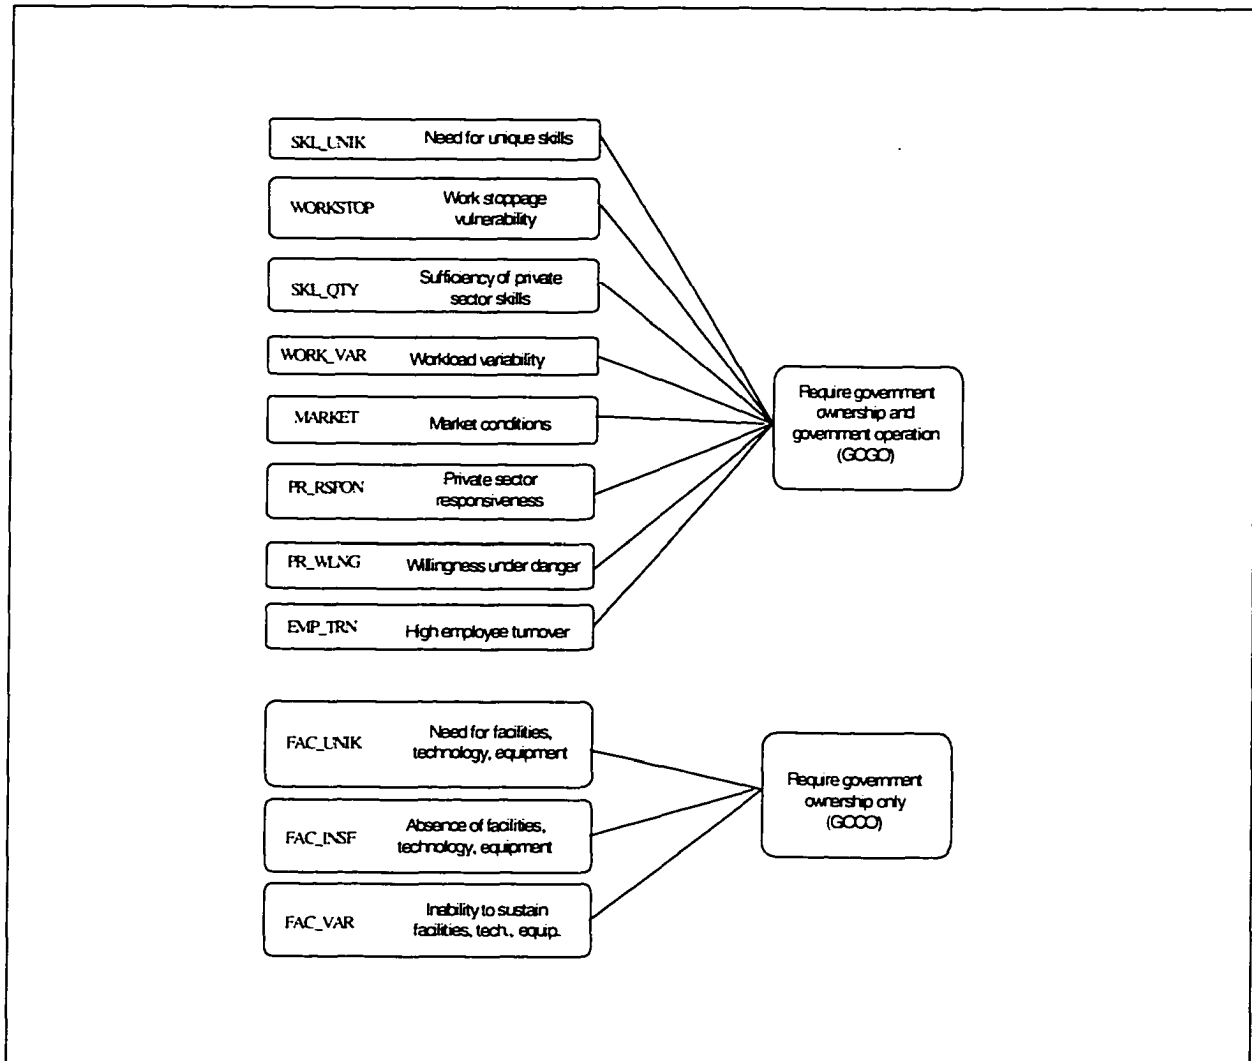 SKL_UNIK Need for unique skills
WORKSTOP Work stoppage
vulnerability
SKL_QTY Sufficiency of private
sector skills
WORK_VAR Workload variability
MARKET Market conditions
PR_RSPON Private sector
responsiveness
PR_WLNG Willingness under danger
EMP_TRN High employee turnover
Require government
ownership and
government operation
(GOGO)
FAC_UNIK Need for facilities,
technology, equipment
FAC_INSF Absence of facilities,
technology, equipment
FAC_VAR Inability to sustain
facilities, tech., equip.
Require government
ownership only
(GOCO)